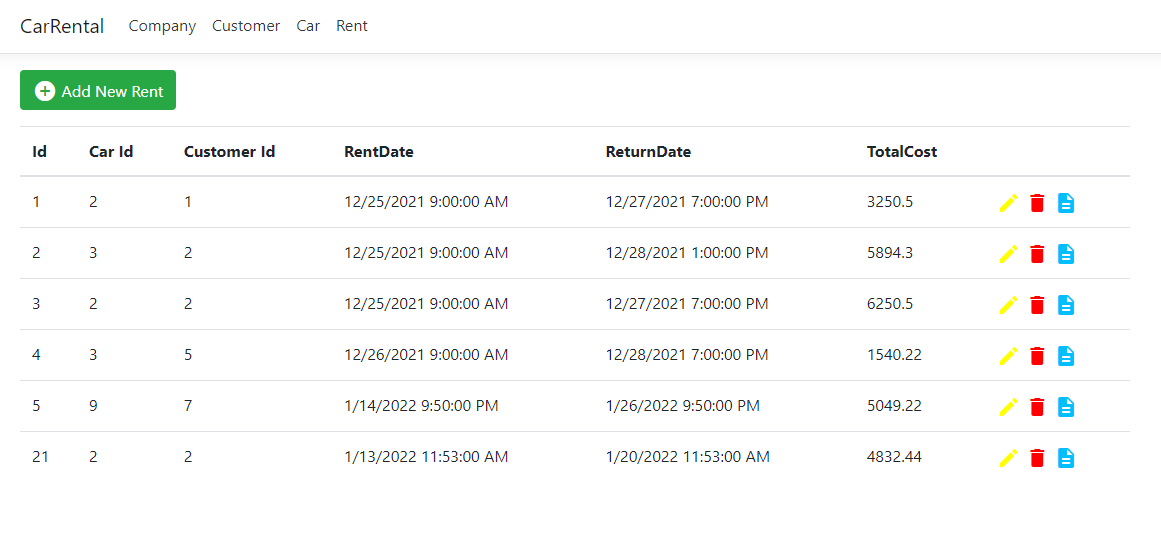 CarRental Company Customer Car Rent
Add New Rent
Id Car Id Customer Id RentDate ReturnDate TotalCost
1 2 1 12/25/2021 9:00:00 AM 12/27/2021 7:00:00 PM 3250.5
2 3 2 12/25/2021 9:00:00 AM 12/28/2021 1:00:00 PM 5894.3
3 2 2 12/25/2021 9:00:00 AM 12/27/2021 7:00:00 PM 6250.5
4 3 5 12/26/2021 9:00:00 AM 12/28/2021 7:00:00 PM 1540.22
5 9 7 1/14/2022 9:50:00 PM 1/26/2022 9:50:00 PM 5049.22
21 2 2 1/13/2022 11:53:00 AM 1/20/2022 11:53:00 AM 4832.44